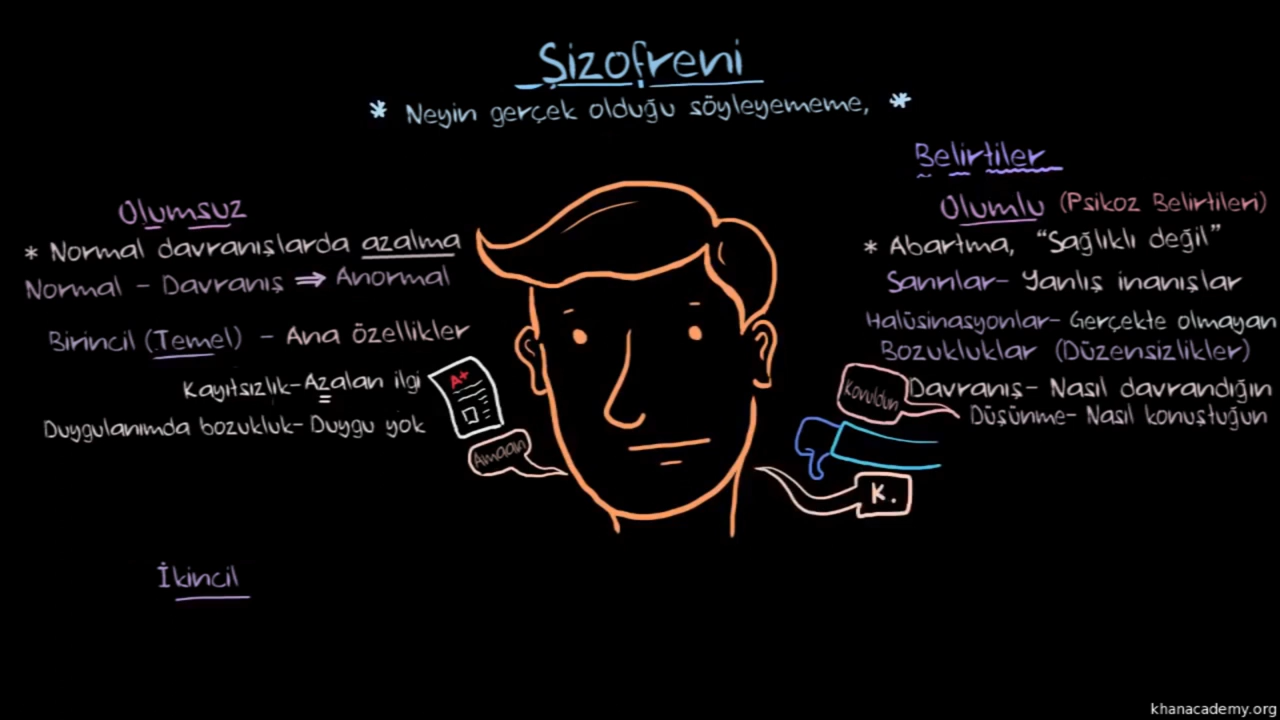 Şizofreni
* Neyin gerçek olduğu söyleyememe, *
Olumsuz
* Normal davranışlarda azalma
Normal - Davranış ⇒ Anormal
Birincil (Temel) - Ana özellikler
Kayıtsızlık-Azalan ilgi
Duygulanımda bozukluk- Duygu yok
A+
Amaaan
İkincil
Belirtiler
Olumlu (Psikoz Belirtileri)
* Abartma, "Sağlıklı değil"
Sanrılar- Yanlış inanışlar
Halüsinasyonlar- Gerçekte olmayan
Bozukluklar (Düzensizlikler)
Davranış- Nasıl davrandığın
Düşünme- Nasıl konuştuğun
Kovuldun
K.
khanacademy.org